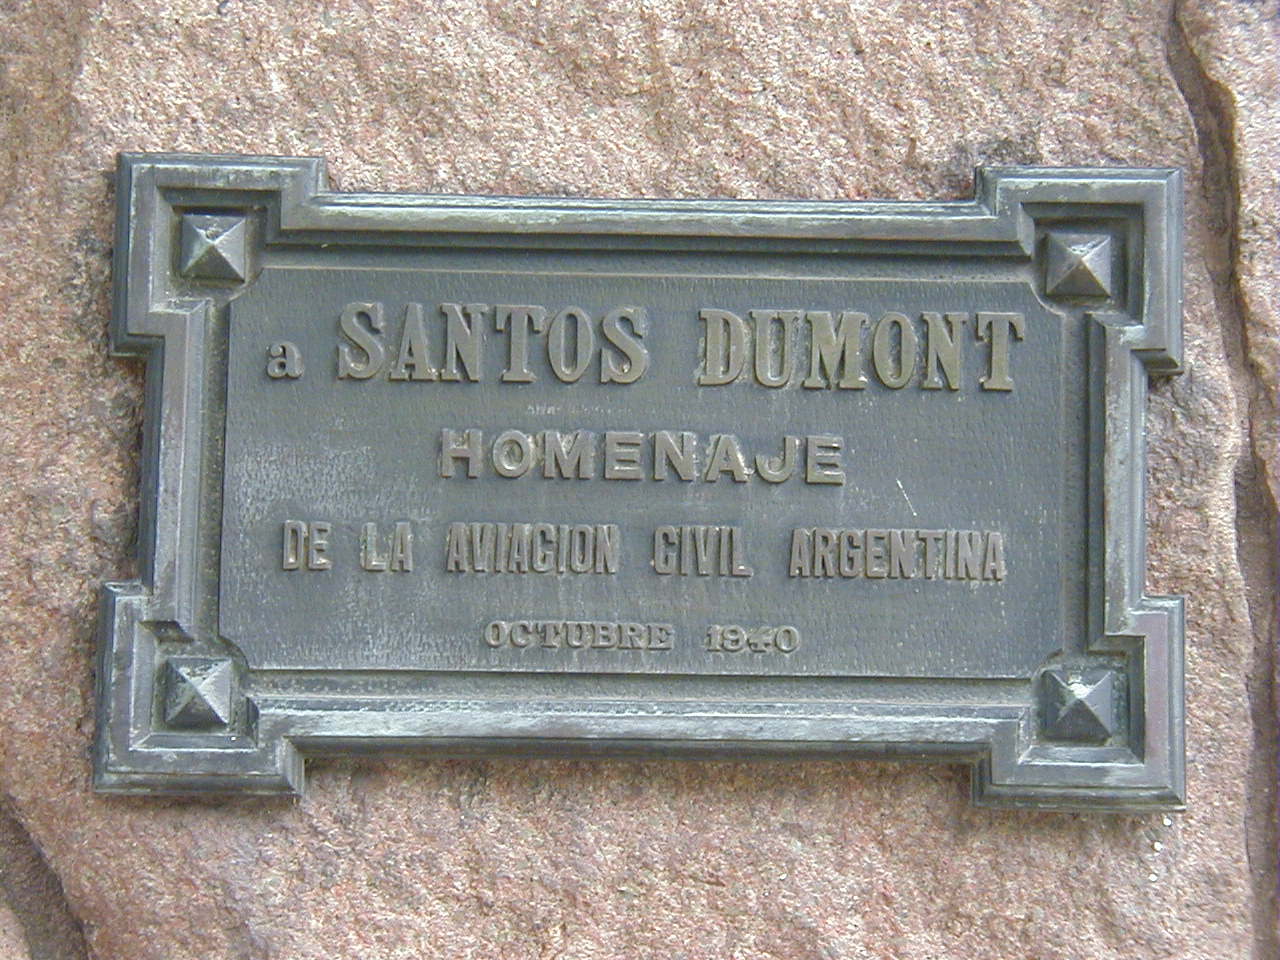 a SANTOS DUMONT
HOMENAJE
DE LA AVIACION CIVIL ARGENTINA
OCTUBRE 1940